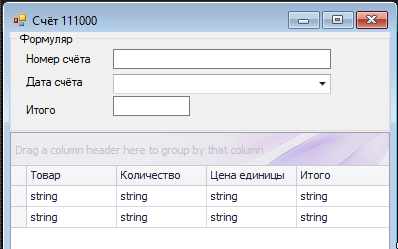 Счёт 111000
Формуляр
Номер счёта
Дата счёта
Итого
Drag a column header here to group by that column
Товар Количество Цена единицы Итого
string string string string
string string string string